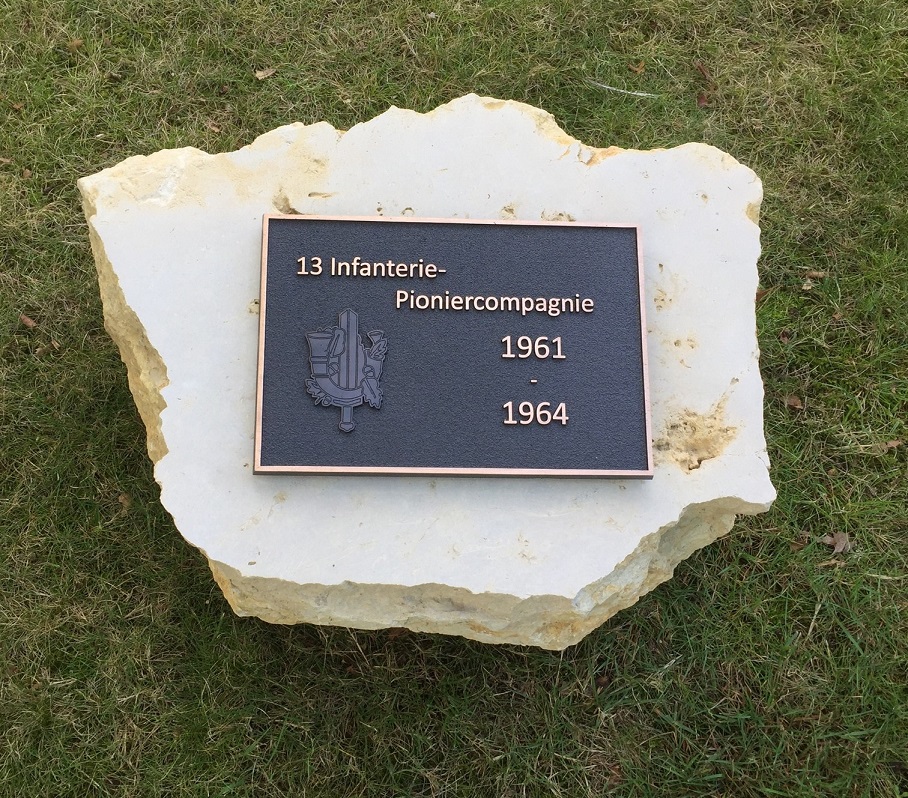 13 Infanterie-
Pioniercompagnie
1961
-
1964